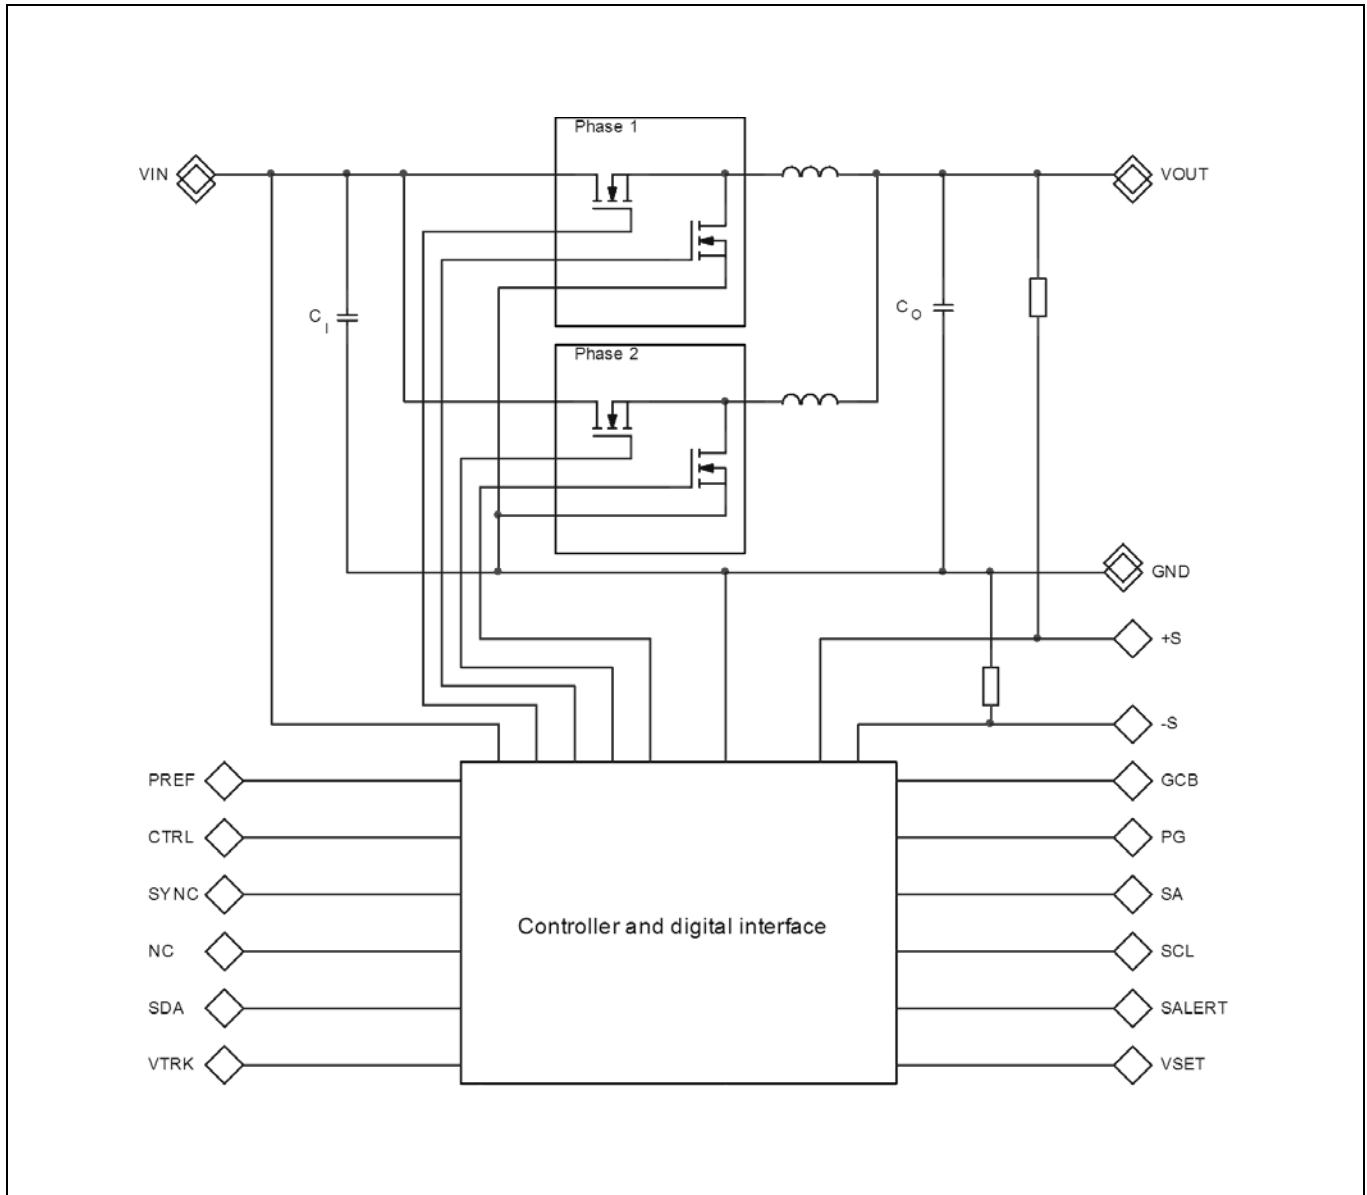 Phase 1
VIN
VOUT
C I
C O
Phase 2
GND
+S
-S
PREF
GCB
CTRL
PG
SYNC
SA
Controller and digital interface
NC
SCL
SDA
SALERT
VTRK
VSET